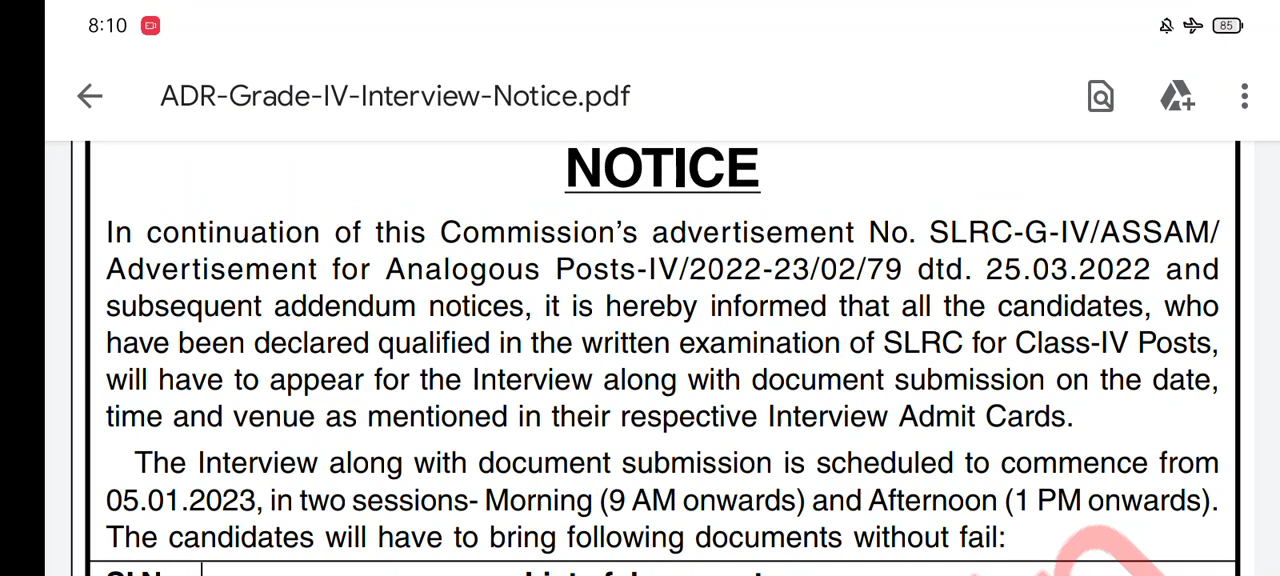 8:10
85
ADR-Grade-IV-Interview-Notice.pdf
NOTICE
In continuation of this Commission's advertisement No. SLRC-G-IV/ASSAM/
Advertisement for Analogous Posts-IV/2022-23/02/79 dtd. 25.03.2022 and
subsequent addendum notices, it is hereby informed that all the candidates, who
have been declared qualified in the written examination of SLRC for Class-IV Posts,
will have to appear for the Interview along with document submission on the date,
time and venue as mentioned in their respective Interview Admit Cards.
The Interview along with document submission is scheduled to commence from
05.01.2023, in two sessions- Morning (9 AM onwards) and Afternoon (1 PM onwards).
The candidates will have to bring following documents without fail: